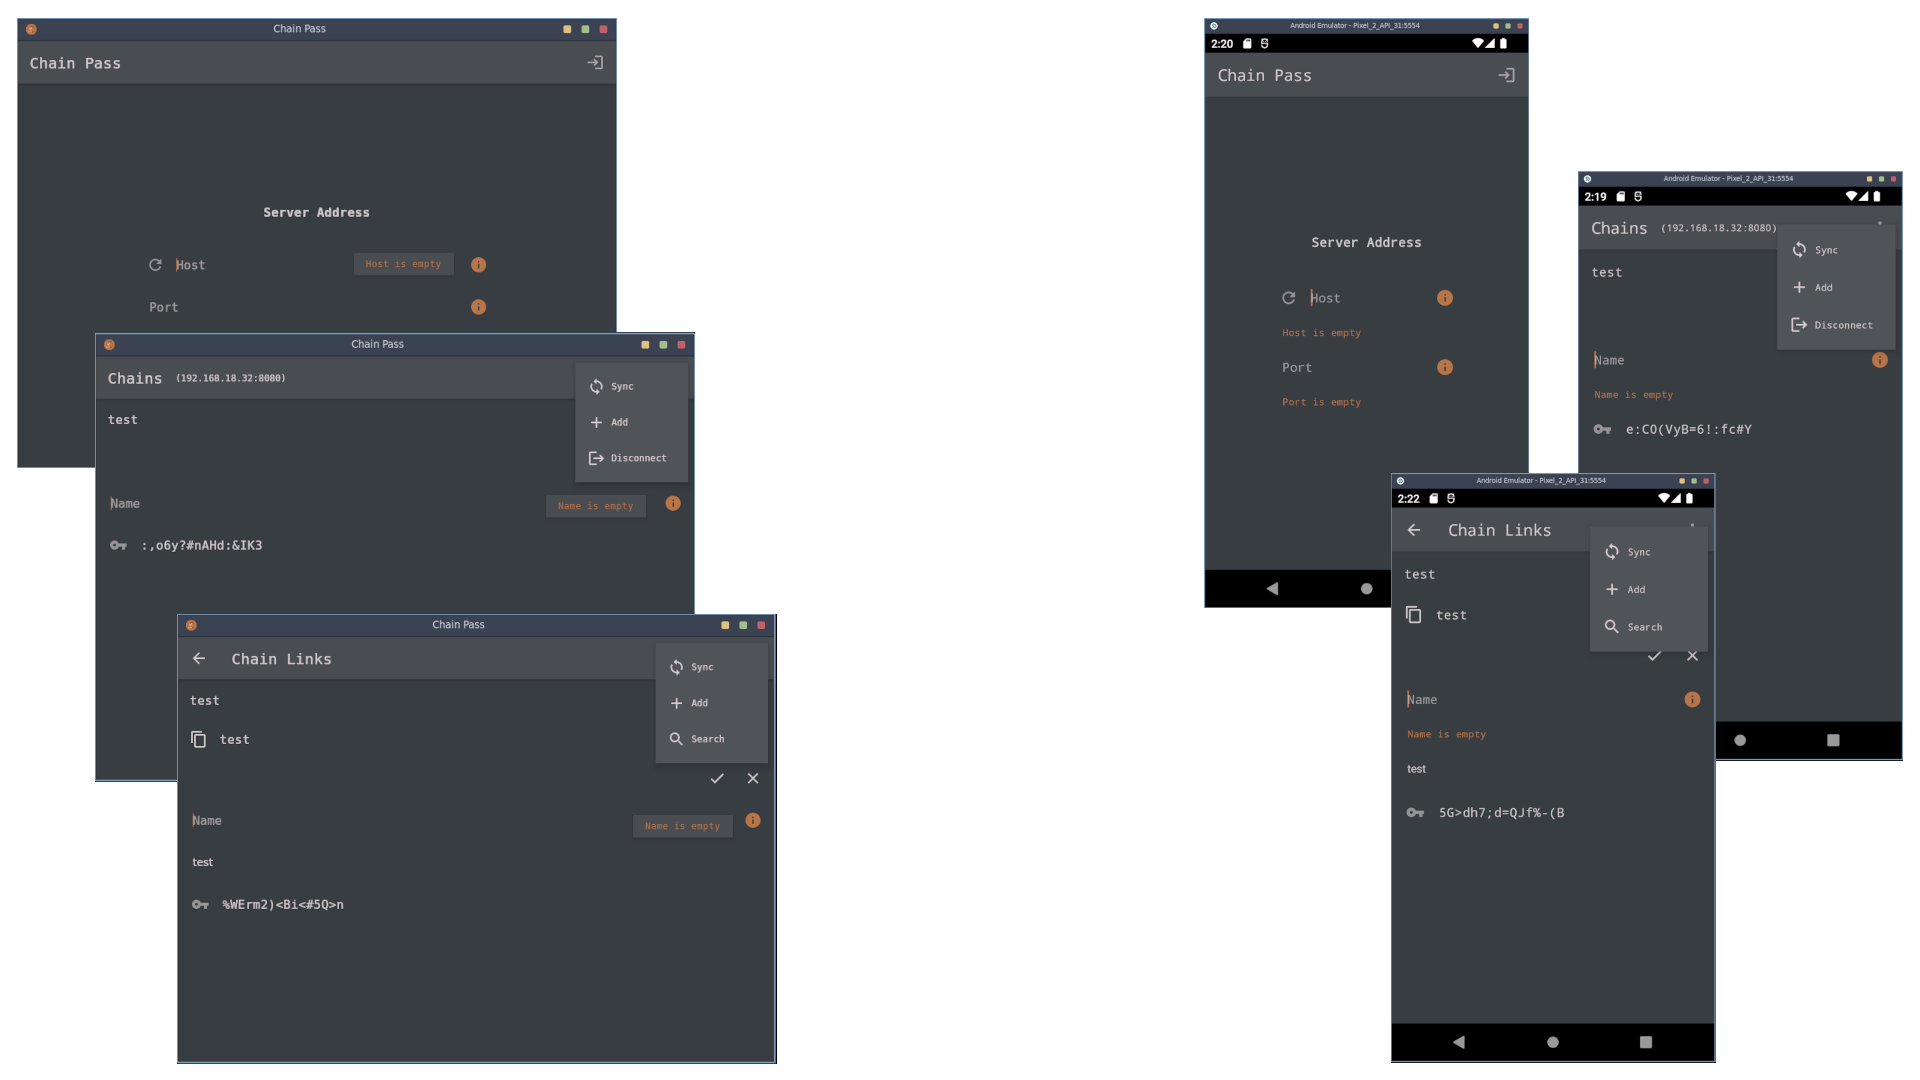 Chain Pass
Chain Pass
Server Address
Host
Host is empty
Port
Chain Pass
Chains (192.168.18.32:8080)
Sync
Add
Disconnect
test
Name
Name is empty
:,o6y?#nAHd:&IK3
Chain Pass
Chain Links
Sync
Add
Search
test
test
Name
Name is empty
test
%WErm2)<Bi<#5Q>n
Android Emulator - Pixel_2_API_31:5554
2:20
Chain Pass
Server Address
Host
Host is empty
Port
Port is empty
Android Emulator - Pixel_2_API_31:5554
2:19
Chains (192.168.18.32:8080)
Sync
Add
Disconnect
test
Name
Name is empty
e:CO(VyB=6!:fc#Y
Android Emulator - Pixel_2_API_31:5554
2:22
Chain Links
Sync
Add
Search
test
test
Name
Name is empty
test
5G>dh7;d=QJf%-(B